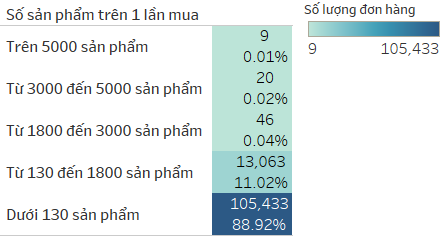 Số sản phẩm trên 1 lần mua
Trên 5000 sản phẩm
9
0.01%
Từ 3000 đến 5000 sản phẩm
20
0.02%
Từ 1800 đến 3000 sản phẩm
46
0.04%
Từ 130 đến 1800 sản phẩm
13,063
11.02%
Dưới 130 sản phẩm
105,433
88.92%
Số lượng đơn hàng
9 105,433